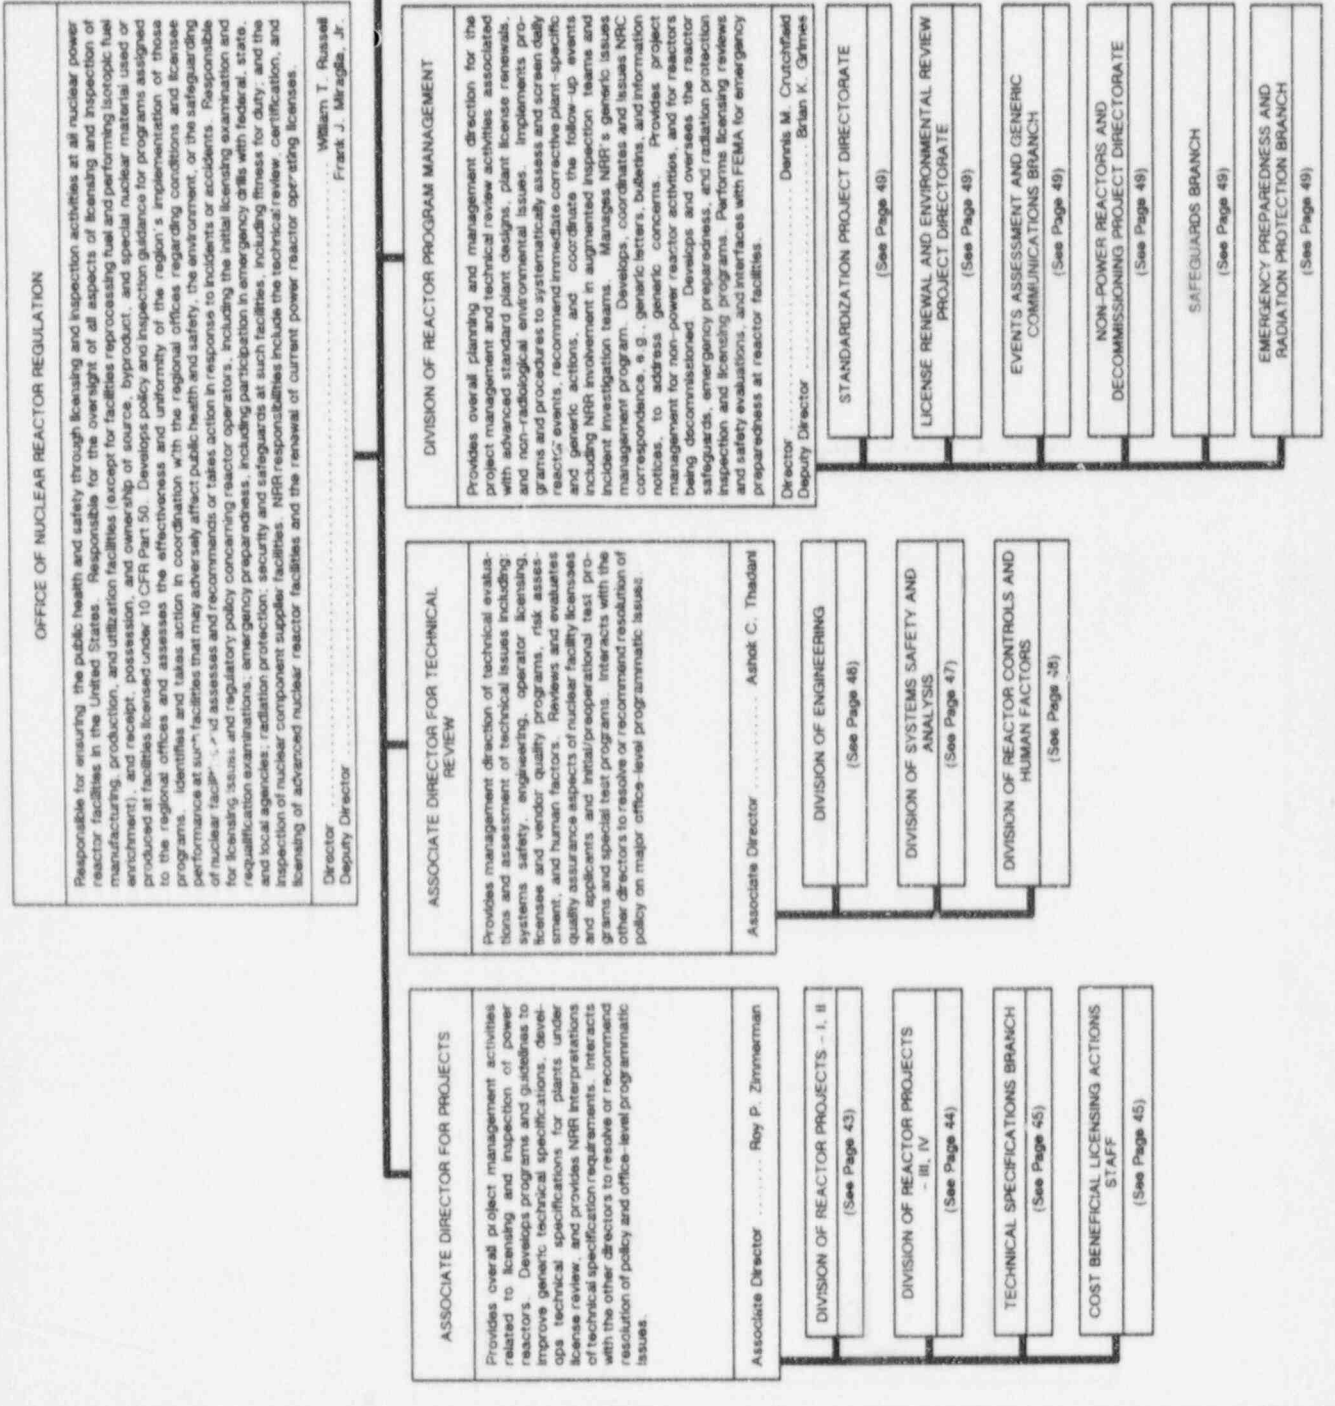 OFFICE OF NUCLEAR REACTOR REGULATION
Responsible for ensuring the public health and safety through licensing and inspection activities at all nuclear power
reactor facilities in the United States. Responsible for the oversight of all aspects of licensing and inspection of
manufacturing, production, and utilization facilities (except for facilities reprocessing fuel and performing isotopic fuel
enrichment), and receipt, possession, and ownership of source, byproduct, and special nuclear material used or
produced at facilities licensed under 10 CFR Part 50. Develops policy and inspection guidance for programs assigned
to the regional offices and assesses the effectiveness and uniformity of the region's implementation of those
programs. Identifies and takes action in coordination with the regional offices regarding conditions and licensee
performance at such facilities that may adversely affect public health and safety, the environment, or the safeguarding
of nuclear and assesses and recommends or takes action in response to incidents or accidents. Responsible
for licensing issues and regulatory policy concerning reactor operators, including the initial licensing examination and
requalification examinations; emergency preparedness, including participation in emergency drills with federal, state,
and local agencies; radiation protection; security and safeguards at such facilities, including fitness for duty; and the
inspection of nuclear component supplier facilities. NRR responsibilities include the technical review, certification, and
licensing of advanced nuclear reactor facilities and the renewal of current power reactor operating licenses.
Director ........ William T. Russell
Deputy Director ........ Frank J. Miraglia, Jr.
ASSOCIATE DIRECTOR FOR PROJECTS
Provides overall project management activities
related to licensing and inspection of power
reactors. Develops programs and guidelines to
improve generic technical specifications, devel-
ops technical specifications for plants under
license review, and provides NRR interpretations
of technical specification requirements. Interacts
with the other directors to resolve or recommend
resolution of policy and office-level programmatic
issues.
Associate Director ........ Roy P. Zimmerman
DIVISION OF REACTOR PROJECTS - I, II
(See Page 43)
DIVISION OF REACTOR PROJECTS
- III, IV
(See Page 44)
TECHNICAL SPECIFICATIONS BRANCH
(See Page 45)
COST BENEFICIAL LICENSING ACTIONS
STAFF
(See Page 45)
ASSOCIATE DIRECTOR FOR TECHNICAL
REVIEW
Provides management direction of technical evalua-
tions and assessment of technical issues including:
systems safety, engineering, operator licensing,
licensee and vendor quality programs, risk asses-
sment, and human factors. Reviews and evaluates
quality assurance aspects of nuclear facility licensees
and applicants and initial/preoperational test pro-
grams and special test programs. Interacts with the
other directors to resolve or recommend resolution of
policy on major office-level programmatic issues.
Associate Director ........ Ashok C. Thadani
DIVISION OF ENGINEERING
(See Page 46)
DIVISION OF SYSTEMS SAFETY AND
ANALYSIS
(See Page 47)
DIVISION OF REACTOR CONTROLS AND
HUMAN FACTORS
(See Page 48)
DIVISION OF REACTOR PROGRAM MANAGEMENT
Provides overall planning and management direction for the
project management and technical review activities associated
with advanced standard plant designs, plant license renewals,
and non-radiological environmental issues. Implements pro-
grams and procedures to systematically assess and screen daily
reactor events, recommend immediate corrective plant-specific
and generic actions, and coordinate the follow-up events
including NRR involvement in augmented inspection teams and
incident investigation teams. Manages NRR's generic issues
management program. Develops, coordinates and issues NRC
correspondence, e.g., generic letters, bulletins, and information
notices, to address generic concerns. Provides project
management for non-power reactor activities, and for reactors
being decommissioned. Develops and oversees the reactor
safeguards, emergency preparedness, and radiation protection
inspection and licensing programs. Performs licensing reviews
and safety evaluations, and interfaces with FEMA for emergency
preparedness at reactor facilities.
Director ........ Dennis M. Crutchfield
Deputy Director ........ Brian K. Grimes
STANDARDIZATION PROJECT DIRECTORATE
(See Page 49)
LICENSE RENEWAL AND ENVIRONMENTAL REVIEW
PROJECT DIRECTORATE
(See Page 49)
EVENTS ASSESSMENT AND GENERIC
COMMUNICATIONS BRANCH
(See Page 49)
NON-POWER REACTORS AND
DECOMMISSIONING PROJECT DIRECTORATE
(See Page 49)
SAFEGUARDS BRANCH
(See Page 49)
EMERGENCY PREPAREDNESS AND
RADIATION PROTECTION BRANCH
(See Page 49)